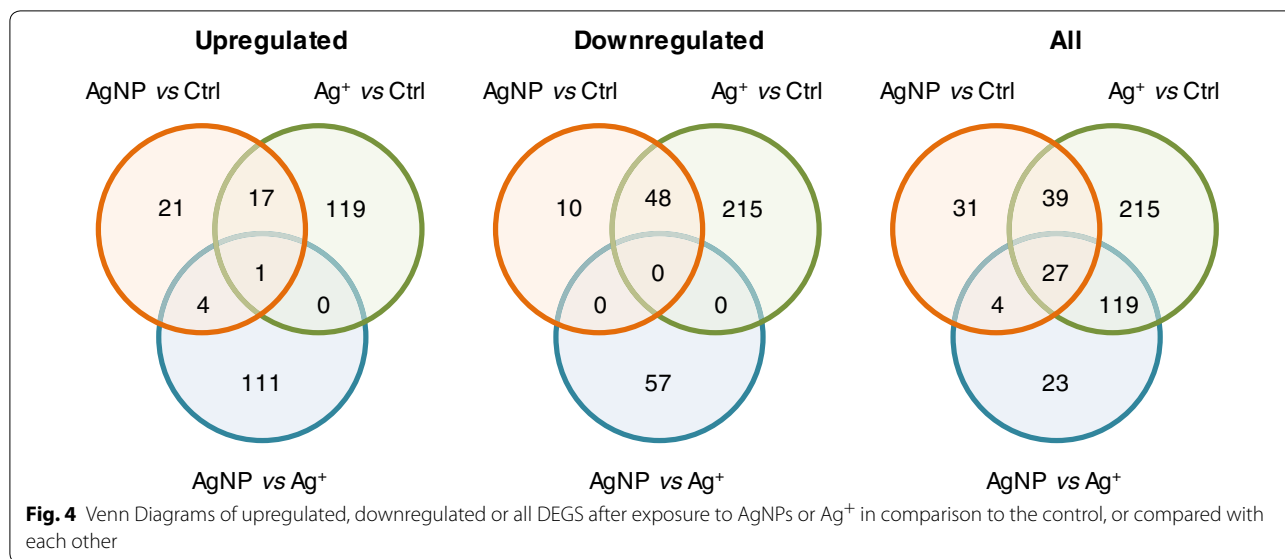 Upregulated
Downregulated
All
AgNP vs Ctrl
Ag⁺ vs Ctrl
AgNP vs Ctrl
Ag⁺ vs Ctrl
AgNP vs Ctrl
Ag⁺ vs Ctrl
21
17
119
1
4
0
111
10
48
215
0
0
0
57
31
39
215
27
4
119
23
AgNP vs Ag⁺
AgNP vs Ag⁺
AgNP vs Ag⁺
Fig. 4 Venn Diagrams of upregulated, downregulated or all DEGS after exposure to AgNPs or Ag⁺ in comparison to the control, or compared with
each other